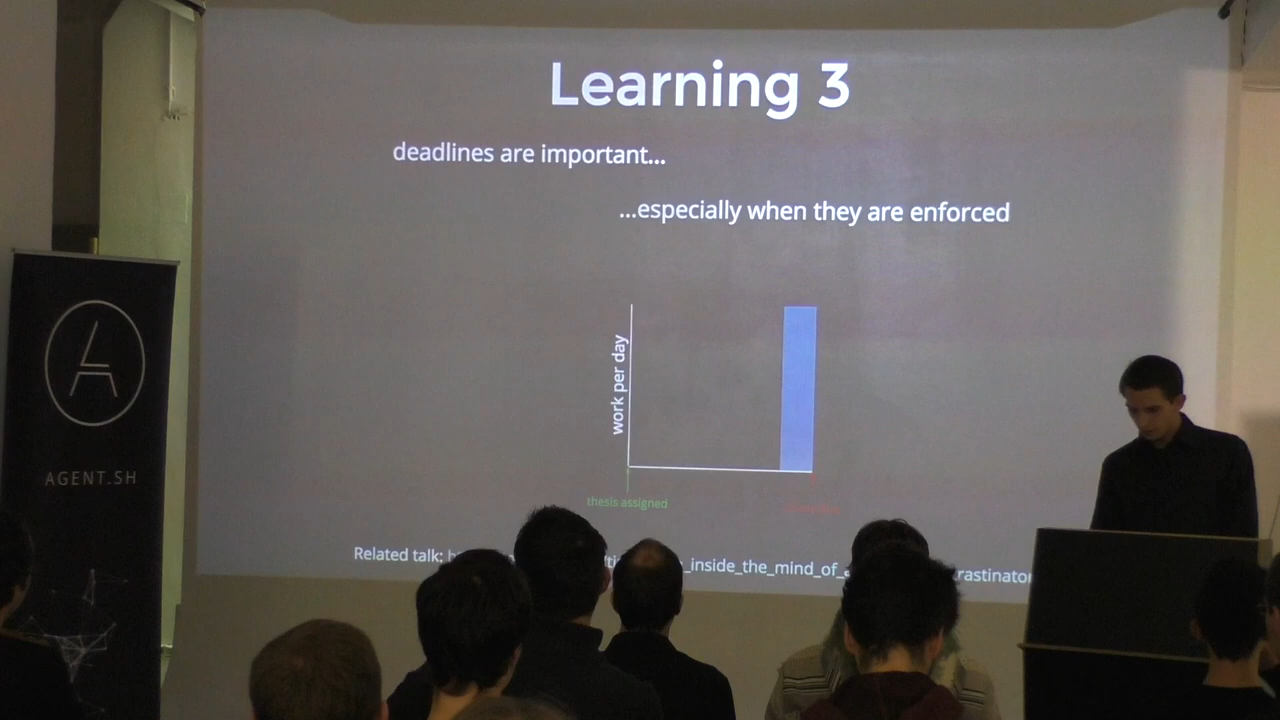 Learning 3
deadlines are important...
...especially when they are enforced
work per day
thesis assigned
Related talk:
_inside_the_mind_of_
AGENT.SH